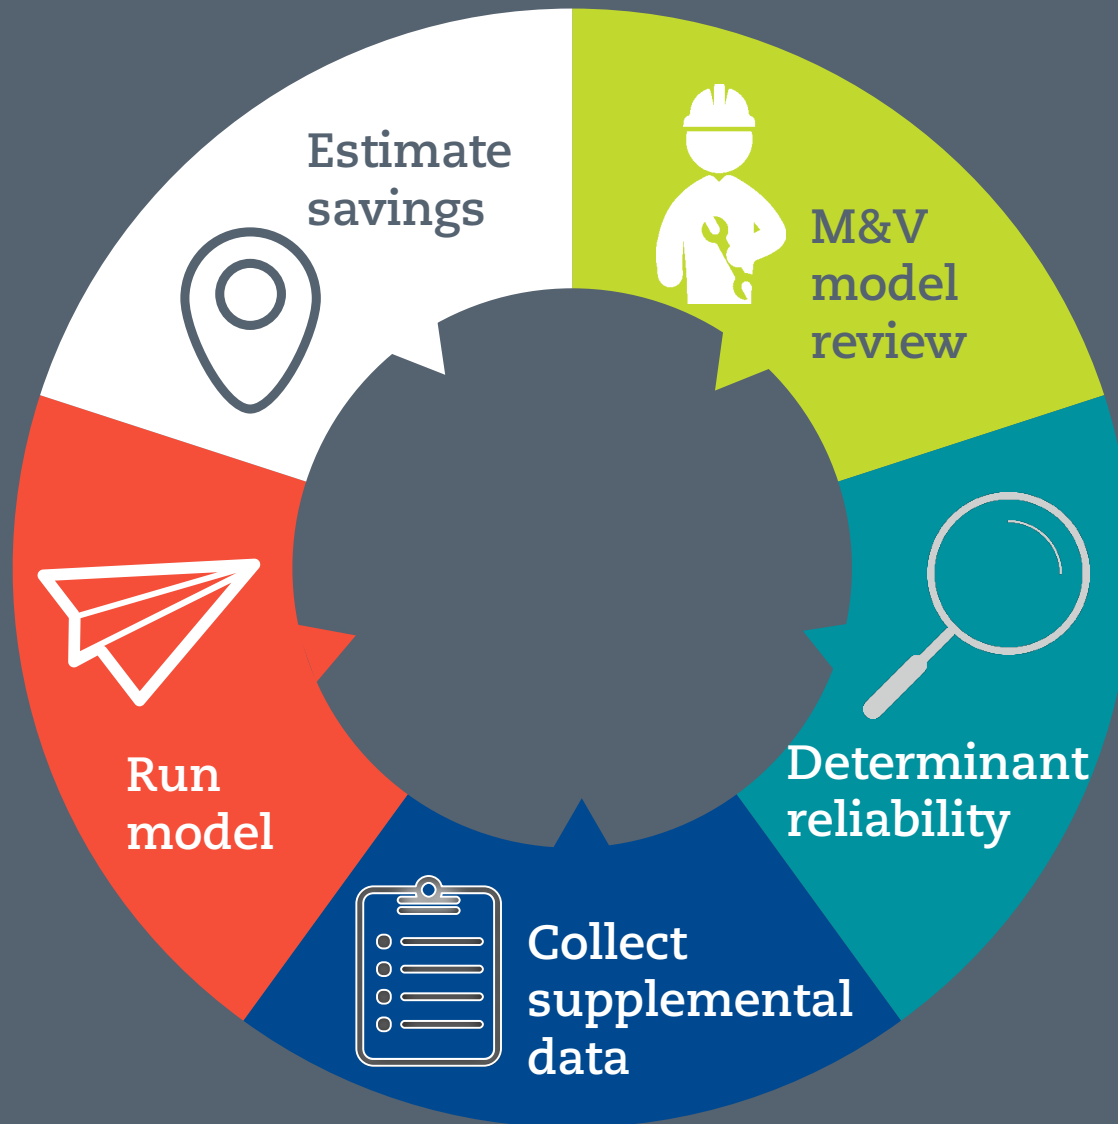 Estimate
savings
M&V
model
review
Determinant
reliability
Collect
supplemental
data
Run
model